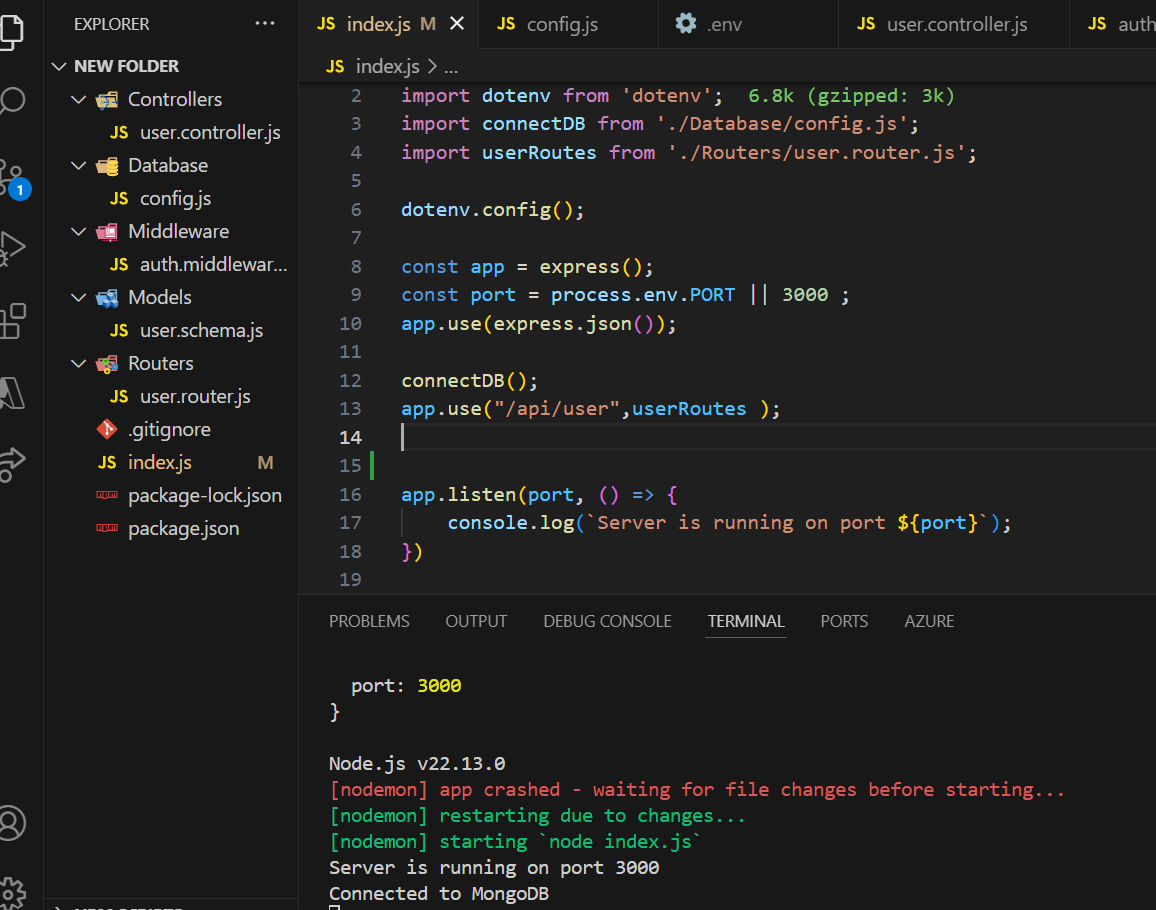 EXPLORER ...
NEW FOLDER
Controllers
JS user.controller.js
Database
JS config.js
Middleware
JS auth.middlewar...
Models
JS user.schema.js
Routers
JS user.router.js
.gitignore
JS index.js M
package-lock.json
package.json
1
JS index.js M
JS config.js
.env
JS user.controller.js
JS auth
JS index.js > ...
2 import dotenv from 'dotenv'; 6.8k (gzipped: 3k)
3 import connectDB from './Database/config.js';
4 import userRoutes from './Routers/user.router.js';
5
6 dotenv.config();
7
8 const app = express();
9 const port = process.env.PORT || 3000 ;
10 app.use(express.json());
11
12 connectDB();
13 app.use("/api/user",userRoutes );
14
15
16 app.listen(port, () => {
17 console.log(`Server is running on port ${port}`);
18 })
19
PROBLEMS OUTPUT DEBUG CONSOLE TERMINAL PORTS AZURE
port: 3000
}
Node.js v22.13.0
[nodemon] app crashed - waiting for file changes before starting...
[nodemon] restarting due to changes...
[nodemon] starting `node index.js`
Server is running on port 3000
Connected to MongoDB